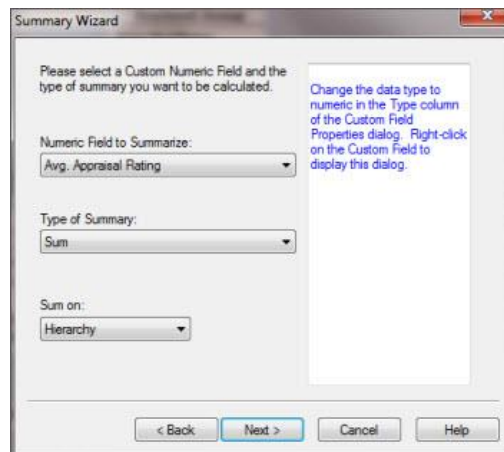 Summary Wizard
Please select a Custom Numeric Field and the
type of summary you want to be calculated.
Numeric Field to Summarize:
Avg. Appraisal Rating
Type of Summary:
Sum
Sum on:
Hierarchy
Change the data type to
numeric in the Type column
of the Custom Field
Properties dialog. Right-click
on the Custom Field to
display this dialog.
< Back
Next >
Cancel
Help